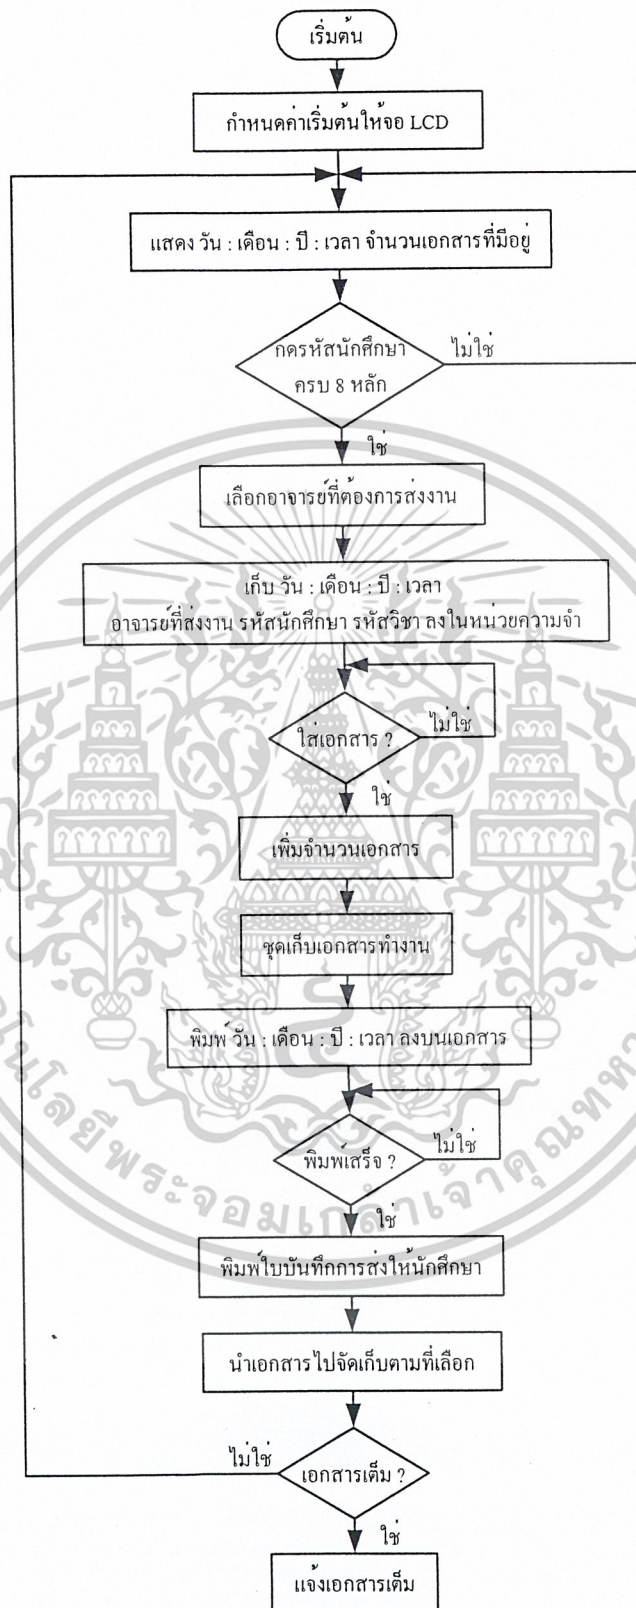 เริ่มต้น
กำหนดค่าเริ่มต้นให้จอ LCD
แสดง วัน : เดือน : ปี : เวลา จำนวนเอกสารที่มีอยู่
กดรหัสนักศึกษา
ครบ 8 หลัก
ไม่ใช่
ใช่
เลือกอาจารย์ที่ต้องการส่งงาน
เก็บ วัน : เดือน : ปี : เวลา
อาจารย์ที่ส่งงาน รหัสนักศึกษา รหัสวิชา ลงในหน่วยความจำ
ใส่เอกสาร ?
ไม่ใช่
ใช่
เพิ่มจำนวนเอกสาร
ชุดเก็บเอกสารทำงาน
พิมพ์ วัน : เดือน : ปี : เวลา ลงบนเอกสาร
พิมพ์เสร็จ ?
ไม่ใช่
ใช่
พิมพ์ใบบันทึกการส่งให้นักศึกษา
นำเอกสารไปจัดเก็บตามที่เลือก
ไม่ใช่
เอกสารเต็ม ?
ใช่
แจ้งเอกสารเต็ม